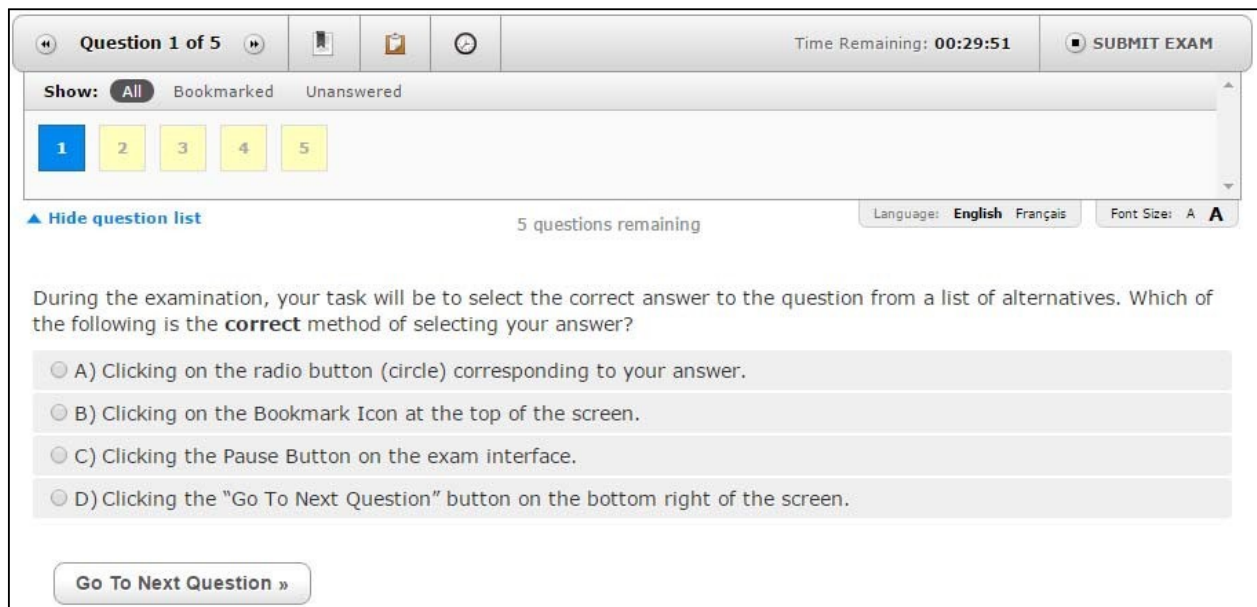 Question 1 of 5 Time Remaining: 00:29:51 SUBMIT EXAM
Show: All Bookmarked Unanswered
1 2 3 4 5
Hide question list 5 questions remaining Language: English Français Font Size: A A
During the examination, your task will be to select the correct answer to the question from a list of alternatives. Which of
the following is the correct method of selecting your answer?
A) Clicking on the radio button (circle) corresponding to your answer.
B) Clicking on the Bookmark Icon at the top of the screen.
C) Clicking the Pause Button on the exam interface.
D) Clicking the “Go To Next Question” button on the bottom right of the screen.
Go To Next Question »